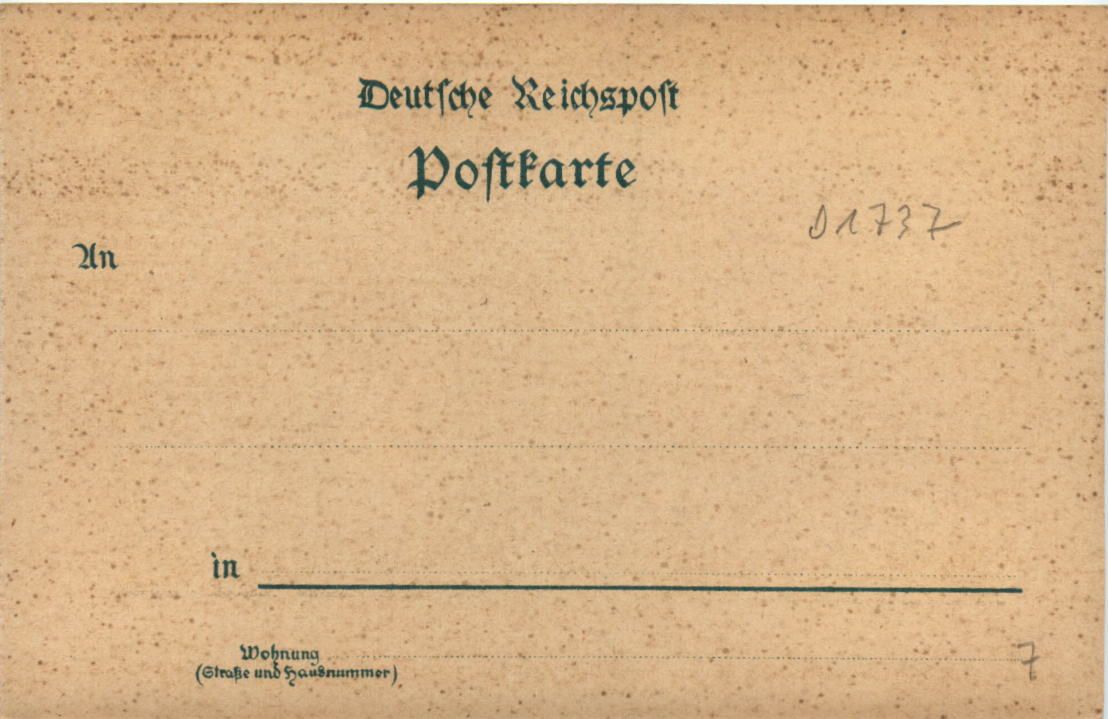 Deutſche Reichspoſt
Poſtkarte
D1737
An
in
Wohnung
(Straße und Hausnummer)
7